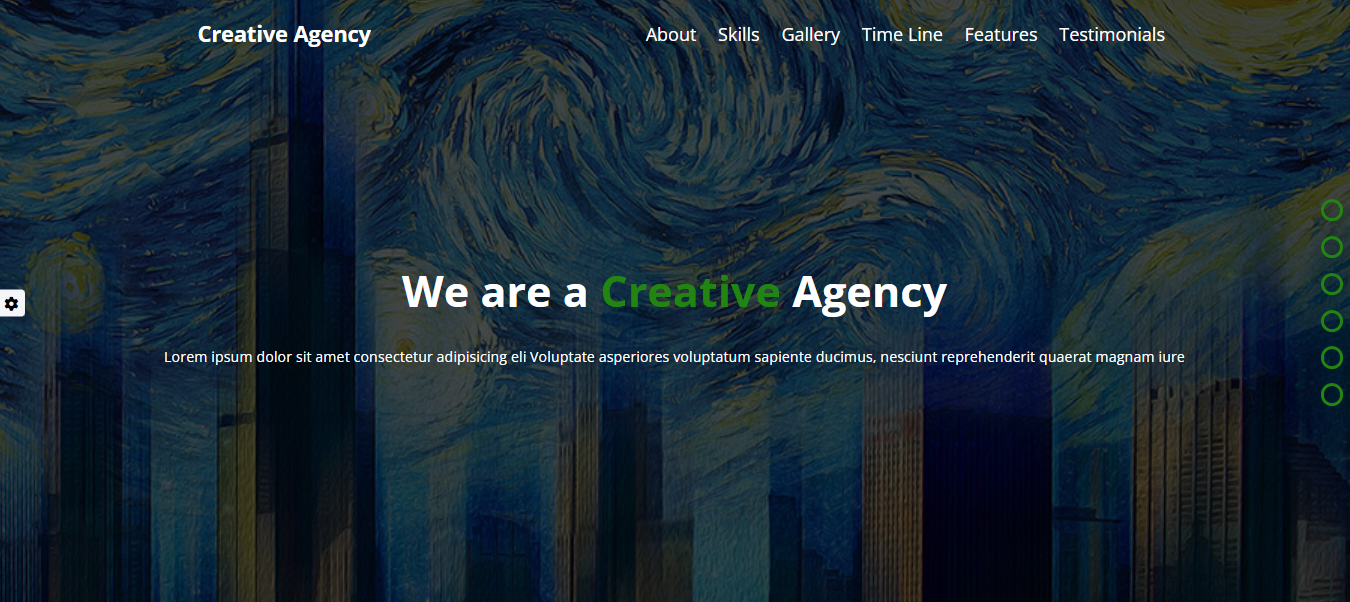 Creative Agency
About Skills Gallery Time Line Features Testimonials
We are a Creative Agency
Lorem ipsum dolor sit amet consectetur adipisicing eli Voluptate asperiores voluptatum sapiente ducimus, nesciunt reprehenderit quaerat magnam iure